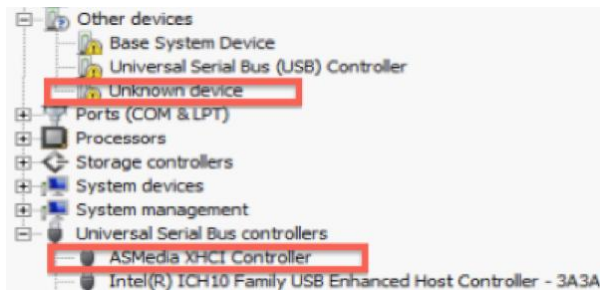 Other devices
Base System Device
Universal Serial Bus (USB) Controller
Unknown device
Ports (COM & LPT)
Processors
Storage controllers
System devices
System management
Universal Serial Bus controllers
ASMedia XHCI Controller
Intel(R) ICH10 Family USB Enhanced Host Controller - 3A3A